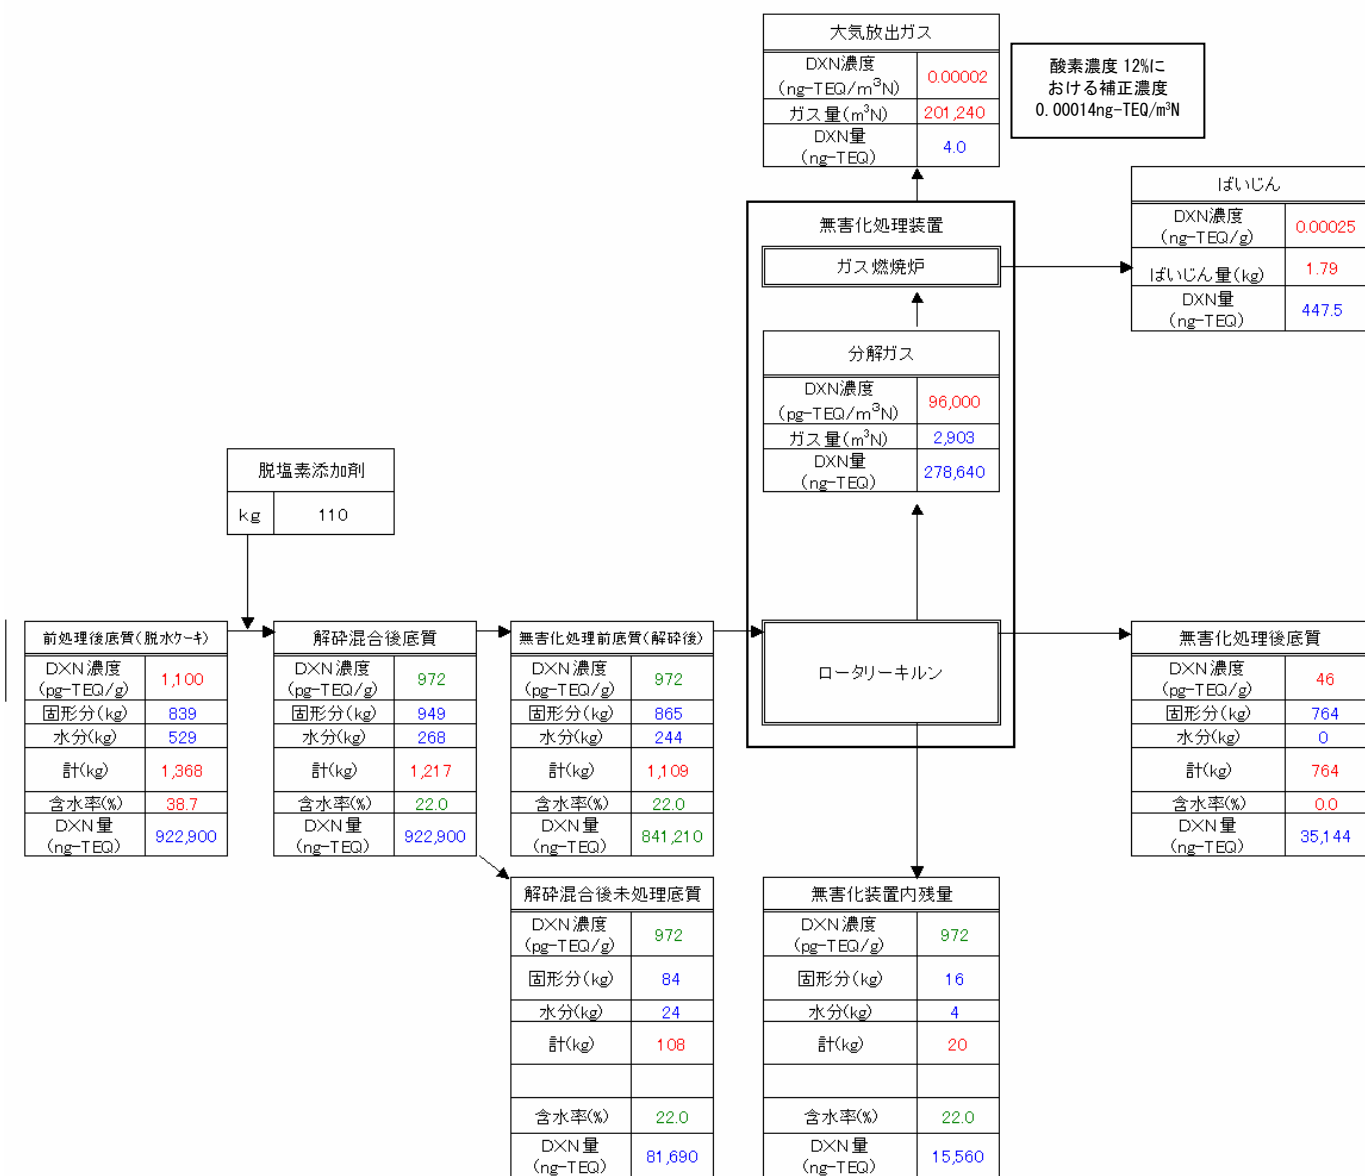 大気放出ガス
DXN濃度
(ng-TEQ/m³N)
0.00002
ガス量(m³N)
201,240
DXN量
(ng-TEQ)
4.0
酸素濃度 12%に
おける補正濃度
0.00014ng-TEQ/m³N
ばいじん
DXN濃度
(ng-TEQ/g)
0.00025
ばいじん量(kg)
1.79
DXN量
(ng-TEQ)
447.5
無害化処理装置
ガス燃焼炉
分解ガス
DXN濃度
(pg-TEQ/m³N)
96,000
ガス量(m³N)
2,903
DXN量
(ng-TEQ)
278,640
脱塩素添加剤
kg
110
前処理後底質(脱水ケーキ)
DXN濃度
(pg-TEQ/g)
1,100
固形分(kg)
839
水分(kg)
529
計(kg)
1,368
含水率(%)
38.7
DXN量
(ng-TEQ)
922,900
解砕混合後底質
DXN濃度
(pg-TEQ/g)
972
固形分(kg)
949
水分(kg)
268
計(kg)
1,217
含水率(%)
22.0
DXN量
(ng-TEQ)
922,900
無害化処理前底質(解砕後)
DXN濃度
(pg-TEQ/g)
972
固形分(kg)
865
水分(kg)
244
計(kg)
1,109
含水率(%)
22.0
DXN量
(ng-TEQ)
841,210
ロータリーキルン
無害化処理後底質
DXN濃度
(pg-TEQ/g)
46
固形分(kg)
764
水分(kg)
0
計(kg)
764
含水率(%)
0.0
DXN量
(ng-TEQ)
35,144
解砕混合後未処理底質
DXN濃度
(pg-TEQ/g)
972
固形分(kg)
84
水分(kg)
24
計(kg)
108
含水率(%)
22.0
DXN量
(ng-TEQ)
81,690
無害化装置内残量
DXN濃度
(pg-TEQ/g)
972
固形分(kg)
16
水分(kg)
4
計(kg)
20
含水率(%)
22.0
DXN量
(ng-TEQ)
15,560